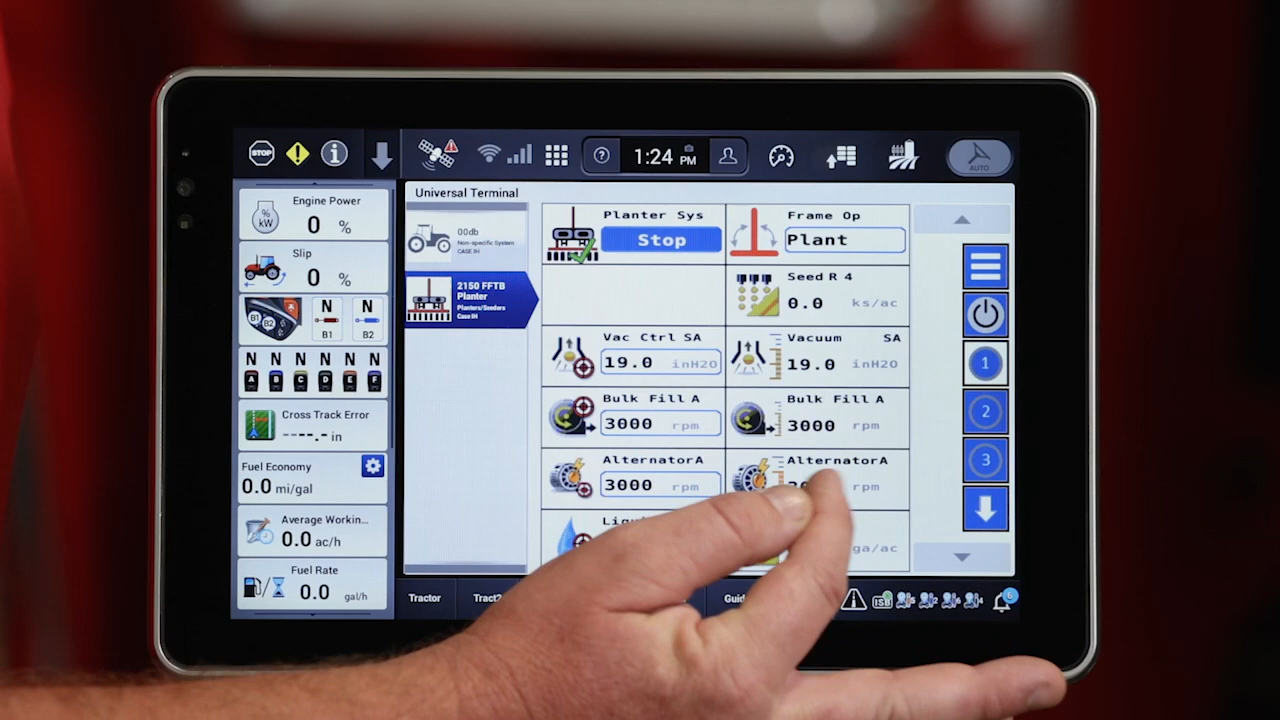 STOP
1:24 PM
AUTO
Universal Terminal
Engine Power
% kW
0 %
Slip
0 %
B1 B2
N
B1
N
B2
N N N N N N
A B C D E F
Cross Track Error
----.- in
Fuel Economy
0.0 mi/gal
Average Workin...
0.0 ac/h
Fuel Rate
0.0 gal/h
00db
Non-specific System
CASE IH
2150 FFTB
Planter
Planters/Seeders
Case IH
Planter Sys
Stop
Frame Op
Plant
Seed R 4
0.0 ks/ac
Vac Ctrl SA
19.0 inH2O
Vacuum SA
19.0 inH2O
Bulk Fill A
3000 rpm
Bulk Fill A
3000 rpm
AlternatorA
3000 rpm
AlternatorA
rpm
ga/ac
1
2
3
Tractor
ISB
6